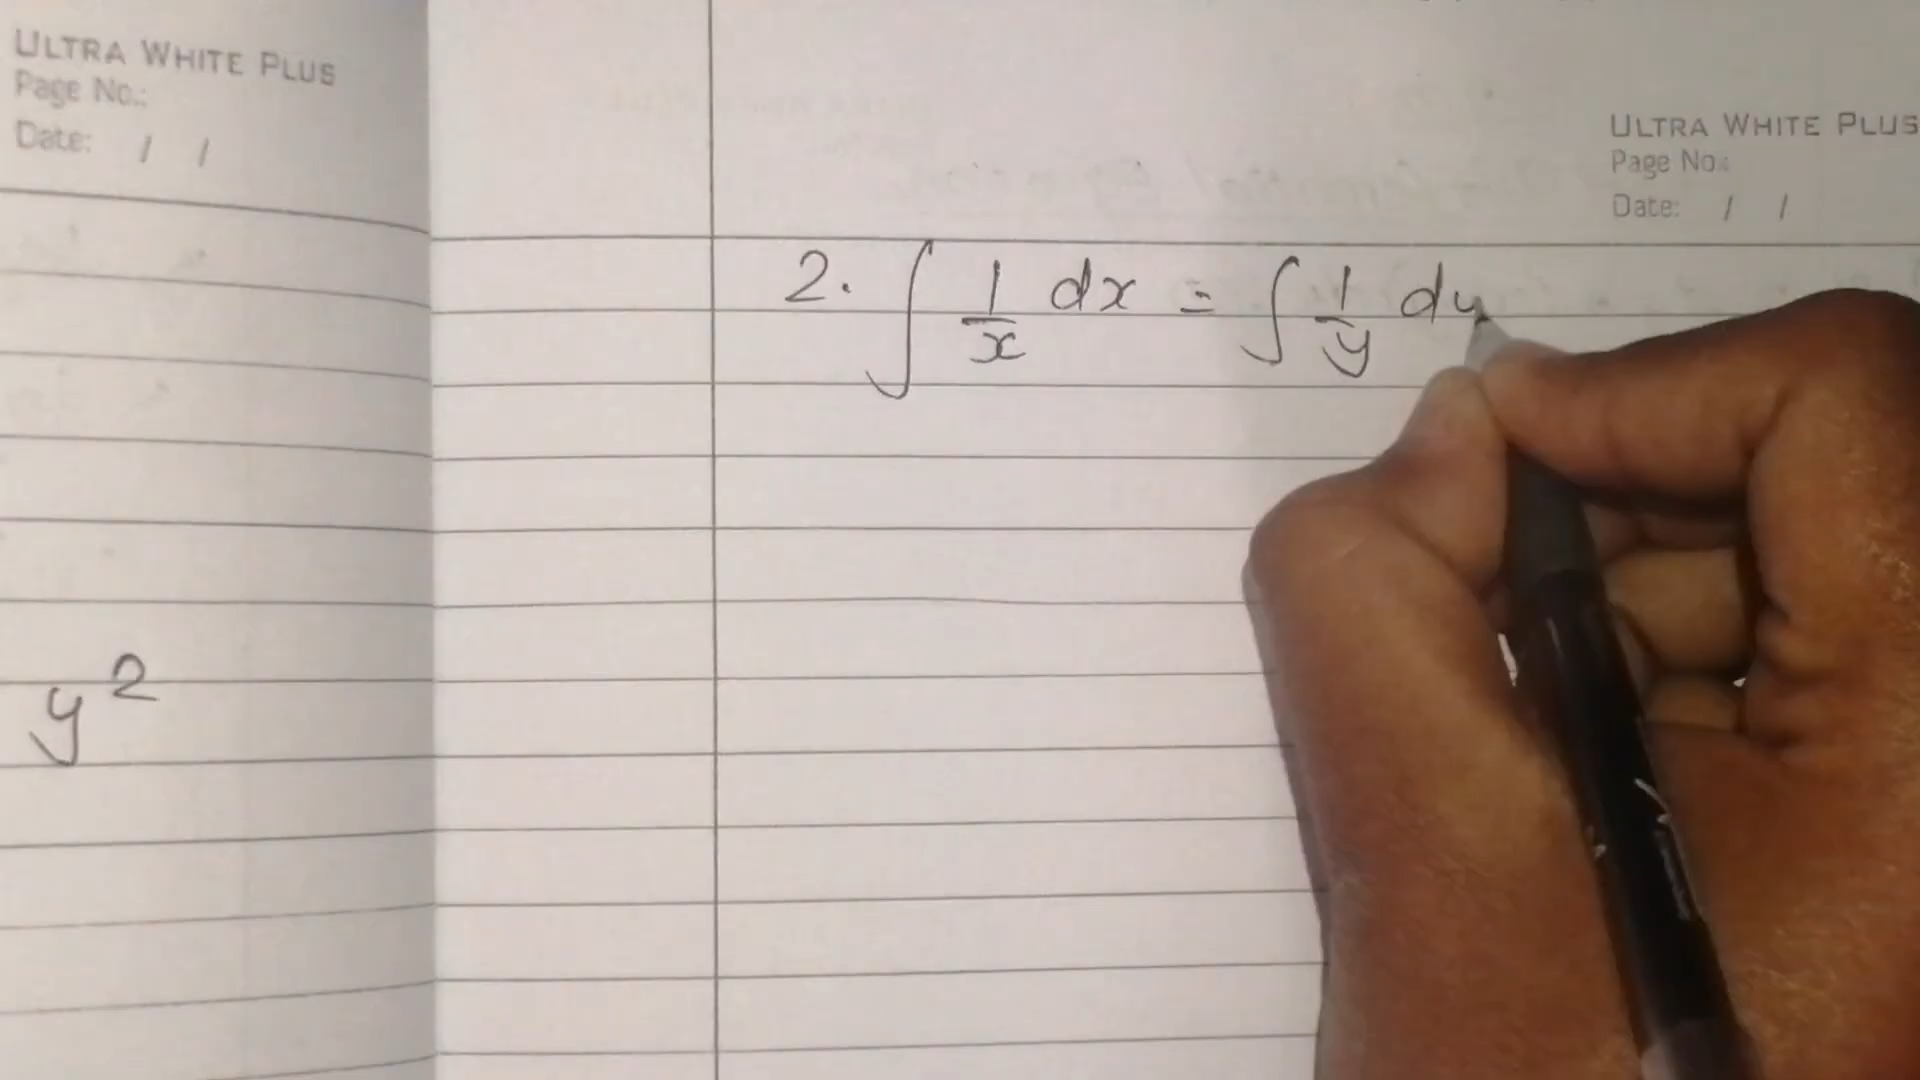 ULTRA WHITE PLUS
Page No.:
Date: / /
y²
ULTRA WHITE PLUS
Page No.:
Date: / /
2. ∫ 1/x dx = ∫ 1/y dy